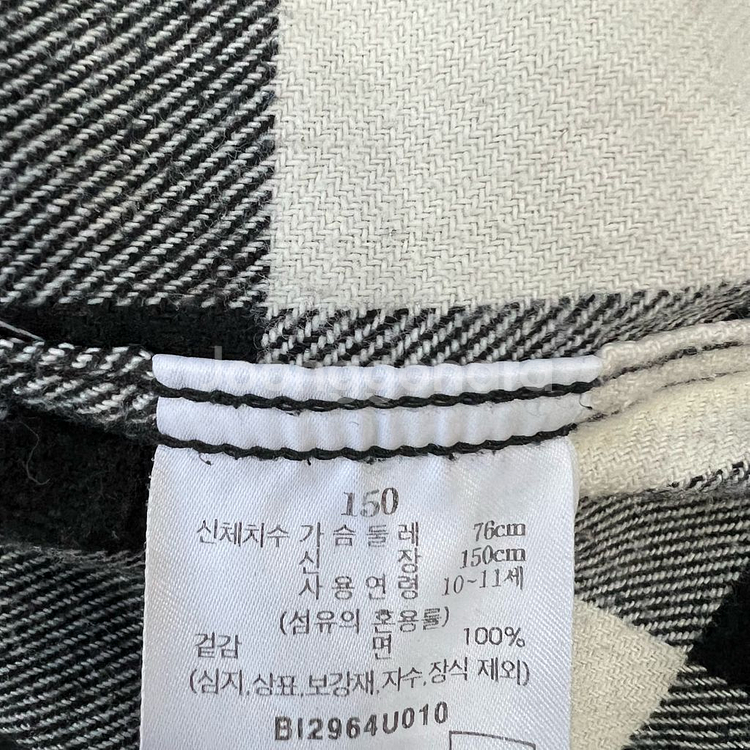 150
신체치수 가 슴 둘 레 76cm
신 장 150cm
사 용 연 령 10~11세
(섬유의 혼용률)
겉감 면 100%
(심지,상표,보강재,자수,장식 제외)
BI2964U010